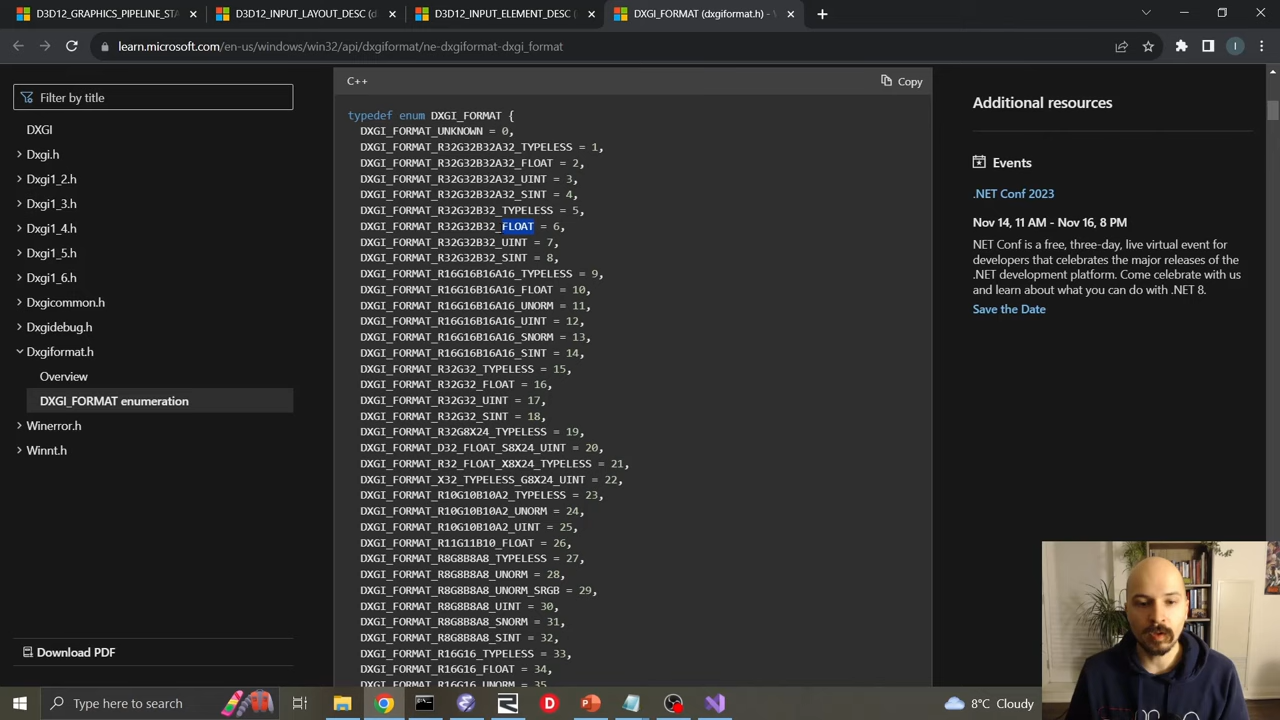 D3D12_GRAPHICS_PIPELINE_STA
D3D12_INPUT_LAYOUT_DESC (d
D3D12_INPUT_ELEMENT_DESC (
DXGI_FORMAT (dxgiformat.h) -
learn.microsoft.com/en-us/windows/win32/api/dxgiformat/ne-dxgiformat-dxgi_format
I
Filter by title
DXGI
Dxgi.h
Dxgi1_2.h
Dxgi1_3.h
Dxgi1_4.h
Dxgi1_5.h
Dxgi1_6.h
Dxgicommon.h
Dxgidebug.h
Dxgiformat.h
Overview
DXGI_FORMAT enumeration
Winerror.h
Winnt.h
Download PDF
C++
Copy
typedef enum DXGI_FORMAT {
DXGI_FORMAT_UNKNOWN = 0,
DXGI_FORMAT_R32G32B32A32_TYPELESS = 1,
DXGI_FORMAT_R32G32B32A32_FLOAT = 2,
DXGI_FORMAT_R32G32B32A32_UINT = 3,
DXGI_FORMAT_R32G32B32A32_SINT = 4,
DXGI_FORMAT_R32G32B32_TYPELESS = 5,
DXGI_FORMAT_R32G32B32_FLOAT = 6,
DXGI_FORMAT_R32G32B32_UINT = 7,
DXGI_FORMAT_R32G32B32_SINT = 8,
DXGI_FORMAT_R16G16B16A16_TYPELESS = 9,
DXGI_FORMAT_R16G16B16A16_FLOAT = 10,
DXGI_FORMAT_R16G16B16A16_UNORM = 11,
DXGI_FORMAT_R16G16B16A16_UINT = 12,
DXGI_FORMAT_R16G16B16A16_SNORM = 13,
DXGI_FORMAT_R16G16B16A16_SINT = 14,
DXGI_FORMAT_R32G32_TYPELESS = 15,
DXGI_FORMAT_R32G32_FLOAT = 16,
DXGI_FORMAT_R32G32_UINT = 17,
DXGI_FORMAT_R32G32_SINT = 18,
DXGI_FORMAT_R32G8X24_TYPELESS = 19,
DXGI_FORMAT_D32_FLOAT_S8X24_UINT = 20,
DXGI_FORMAT_R32_FLOAT_X8X24_TYPELESS = 21,
DXGI_FORMAT_X32_TYPELESS_G8X24_UINT = 22,
DXGI_FORMAT_R10G10B10A2_TYPELESS = 23,
DXGI_FORMAT_R10G10B10A2_UNORM = 24,
DXGI_FORMAT_R10G10B10A2_UINT = 25,
DXGI_FORMAT_R11G11B10_FLOAT = 26,
DXGI_FORMAT_R8G8B8A8_TYPELESS = 27,
DXGI_FORMAT_R8G8B8A8_UNORM = 28,
DXGI_FORMAT_R8G8B8A8_UNORM_SRGB = 29,
DXGI_FORMAT_R8G8B8A8_UINT = 30,
DXGI_FORMAT_R8G8B8A8_SNORM = 31,
DXGI_FORMAT_R8G8B8A8_SINT = 32,
DXGI_FORMAT_R16G16_TYPELESS = 33,
DXGI_FORMAT_R16G16_FLOAT = 34,
DXGI_FORMAT_R16G16_UNORM = 35,
Additional resources
Events
.NET Conf 2023
Nov 14, 11 AM - Nov 16, 8 PM
NET Conf is a free, three-day, live virtual event for
developers that celebrates the major releases of the
.NET development platform. Come celebrate with us
and learn about what you can do with .NET 8.
Save the Date
Type here to search
8°C Cloudy